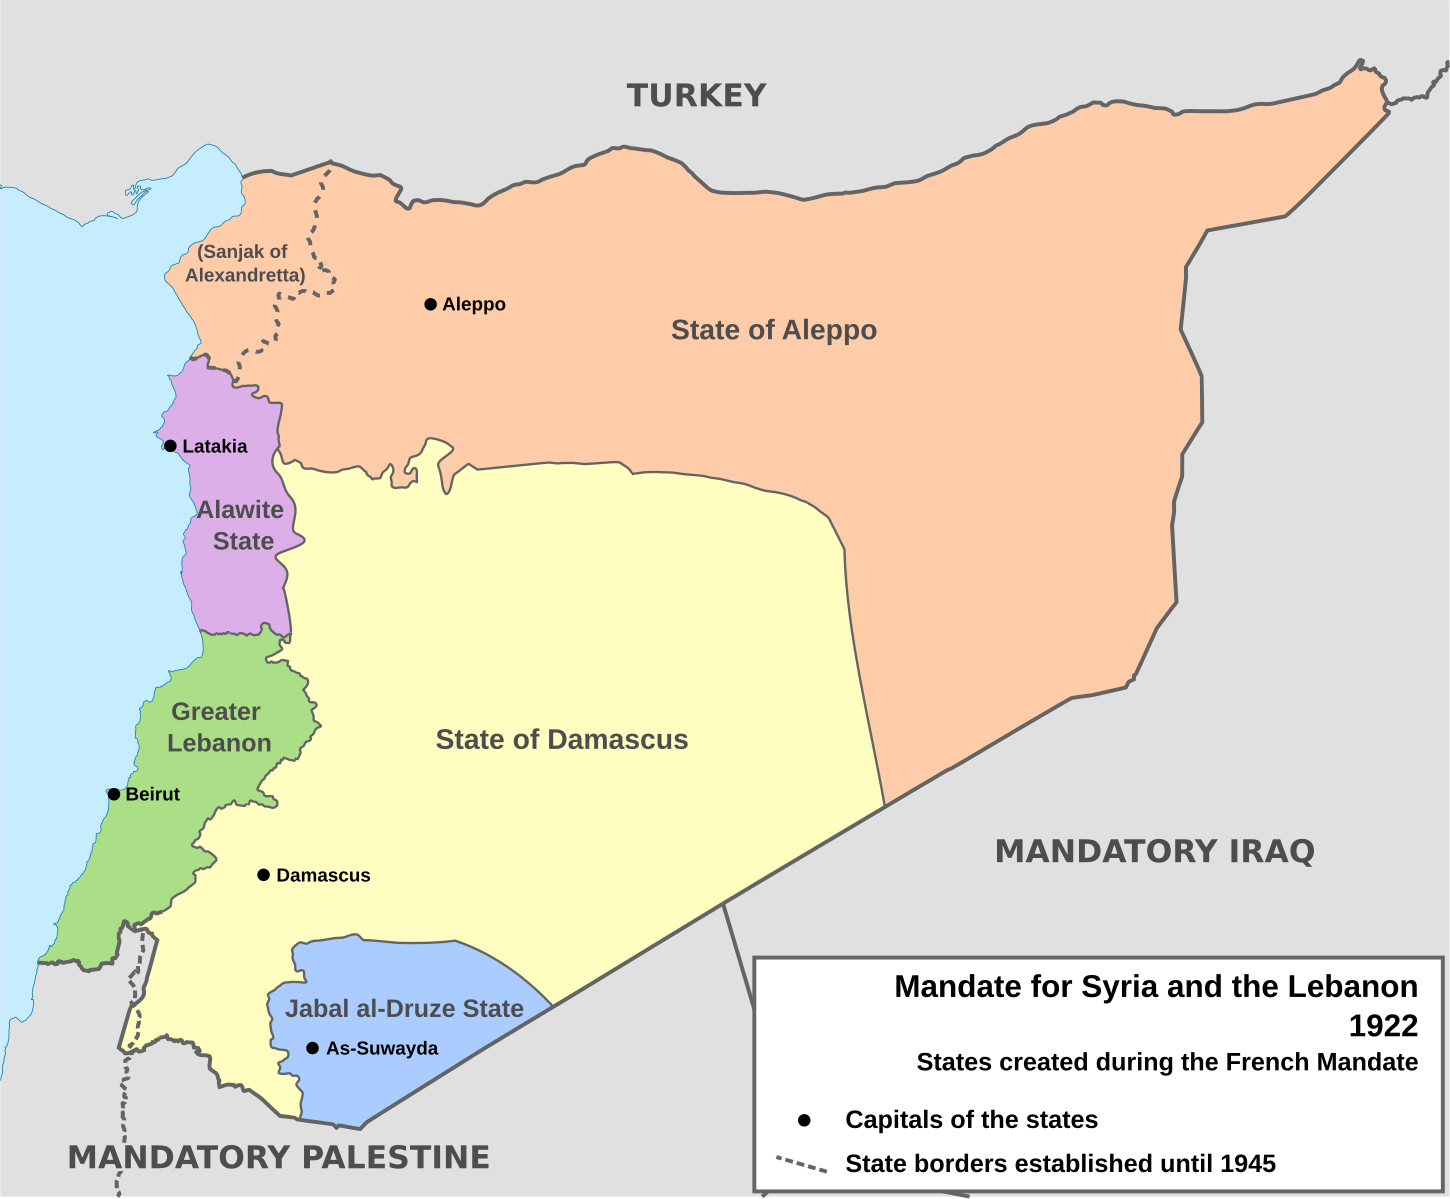 TURKEY
(Sanjak of
Alexandretta)
Aleppo
State of Aleppo
Latakia
Alawite
State
Greater
Lebanon
State of Damascus
Beirut
MANDATORY IRAQ
Damascus
Jabal al-Druze State
As-Suwayda
MANDATORY PALESTINE
Mandate for Syria and the Lebanon
1922
States created during the French Mandate
Capitals of the states
State borders established until 1945